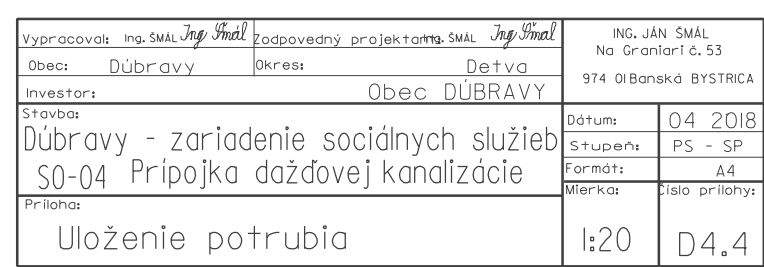 Vypracoval: Ing. ŠMÁL Ing Šmál Zodpovedný projektant: Ing. ŠMÁL Ing Šmál
Obec: Dúbravy Okres: Detva
Investor: Obec DÚBRAVY
ING. JÁN ŠMÁL
Na Graniari č. 53
974 01 Banská BYSTRICA
Stavba:
Dúbravy - zariadenie sociálnych služieb
SO-04 Prípojka dažďovej kanalizácie
Dátum: 04 2018
Stupeň: PS - SP
Formát: A4
Príloha:
Uloženie potrubia
Mierka: Číslo prílohy:
1:20 D4.4